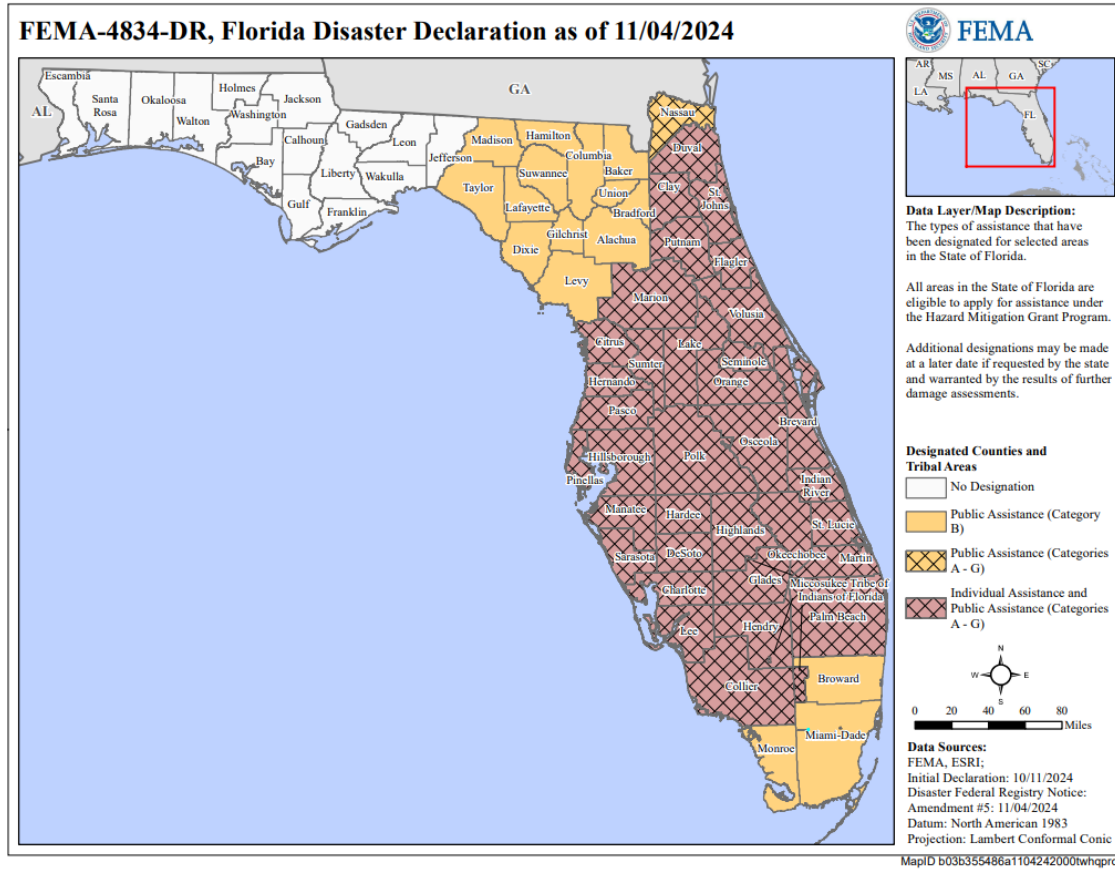 FEMA-4834-DR, Florida Disaster Declaration as of 11/04/2024
FEMA
AR
MS
AL
GA
SC
LA
FL
AL
GA
Escambia
Santa
Rosa
Okaloosa
Walton
Holmes
Washington
Jackson
Bay
Calhoun
Gulf
Liberty
Gadsden
Leon
Wakulla
Franklin
Jefferson
Madison
Taylor
Hamilton
Suwannee
Lafayette
Columbia
Baker
Union
Bradford
Gilchrist
Alachua
Dixie
Levy
Nassau
Duval
Clay
St.
Johns
Putnam
Flagler
Marion
Volusia
Citrus
Sumter
Lake
Seminole
Orange
Hernando
Pasco
Brevard
Osceola
Hillsborough
Polk
Pinellas
Indian
River
Manatee
Hardee
Highlands
St. Lucie
Sarasota
DeSoto
Okeechobee
Martin
Charlotte
Glades
Miccosukee Tribe of
Indians of Florida
Palm Beach
Lee
Hendry
Collier
Broward
Monroe
Miami-Dade
Data Layer/Map Description:
The types of assistance that have
been designated for selected areas
in the State of Florida.
All areas in the State of Florida are
eligible to apply for assistance under
the Hazard Mitigation Grant Program.
Additional designations may be made
at a later date if requested by the state
and warranted by the results of further
damage assessments.
Designated Counties and
Tribal Areas
No Designation
Public Assistance (Category
B)
Public Assistance (Categories
A - G)
Individual Assistance and
Public Assistance (Categories
A - G)
N
W
E
S
0 20 40 60 80
Miles
Data Sources:
FEMA, ESRI;
Initial Declaration: 10/11/2024
Disaster Federal Registry Notice:
Amendment #5: 11/04/2024
Datum: North American 1983
Projection: Lambert Conformal Conic
MapID b03b355486a1104242000twhqpro